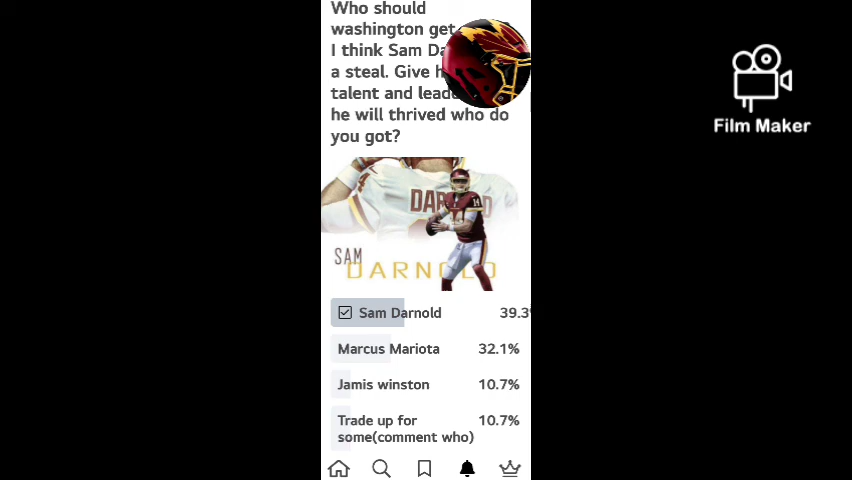 Who should
washington get
I think Sam Da
a steal. Give h
talent and lead
he will thrived who do
you got?
SAM
DARNOLD
Sam Darnold 39.3%
Marcus Mariota 32.1%
Jamis winston 10.7%
Trade up for 10.7%
some(comment who)
Film Maker